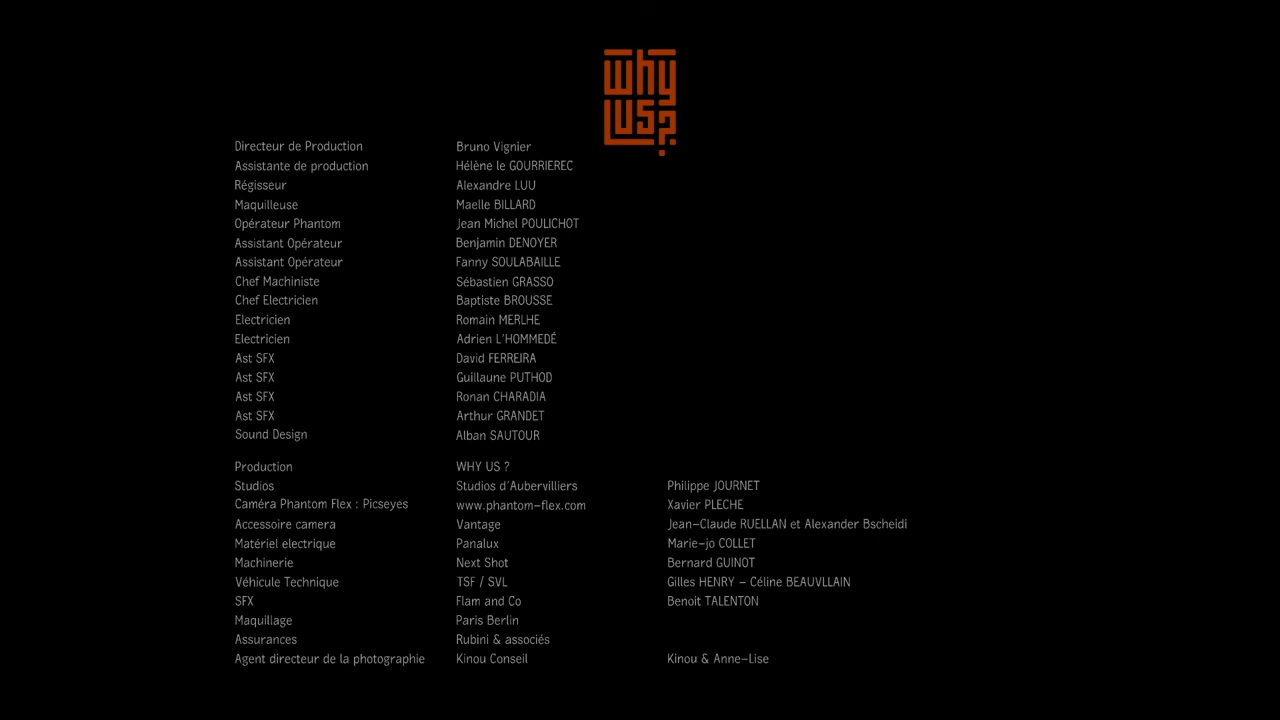 why
us?
Directeur de Production Bruno Vignier
Assistante de production Hélène le GOURRIEREC
Régisseur Alexandre LUU
Maquilleuse Maelle BILLARD
Opérateur Phantom Jean Michel POULICHOT
Assistant Opérateur Benjamin DENOYER
Assistant Opérateur Fanny SOULABAILLE
Chef Machiniste Sébastien GRASSO
Chef Electricien Baptiste BROUSSE
Electricien Romain MERLHE
Electricien Adrien L'HOMMEDÉ
Ast SFX David FERREIRA
Ast SFX Guillaune PUTHOD
Ast SFX Ronan CHARADIA
Ast SFX Arthur GRANDET
Sound Design Alban SAUTOUR
Production WHY US ?
Studios Studios d'Aubervilliers Philippe JOURNET
Caméra Phantom Flex : Picseyes www.phantom-flex.com Xavier PLECHE
Accessoire camera Vantage Jean-Claude RUELLAN et Alexander Bscheidi
Matériel electrique Panalux Marie-jo COLLET
Machinerie Next Shot Bernard GUINOT
Véhicule Technique TSF / SVL Gilles HENRY - Céline BEAUVLLAIN
SFX Flam and Co Benoit TALENTON
Maquillage Paris Berlin
Assurances Rubini & associés
Agent directeur de la photographie Kinou Conseil Kinou & Anne-Lise